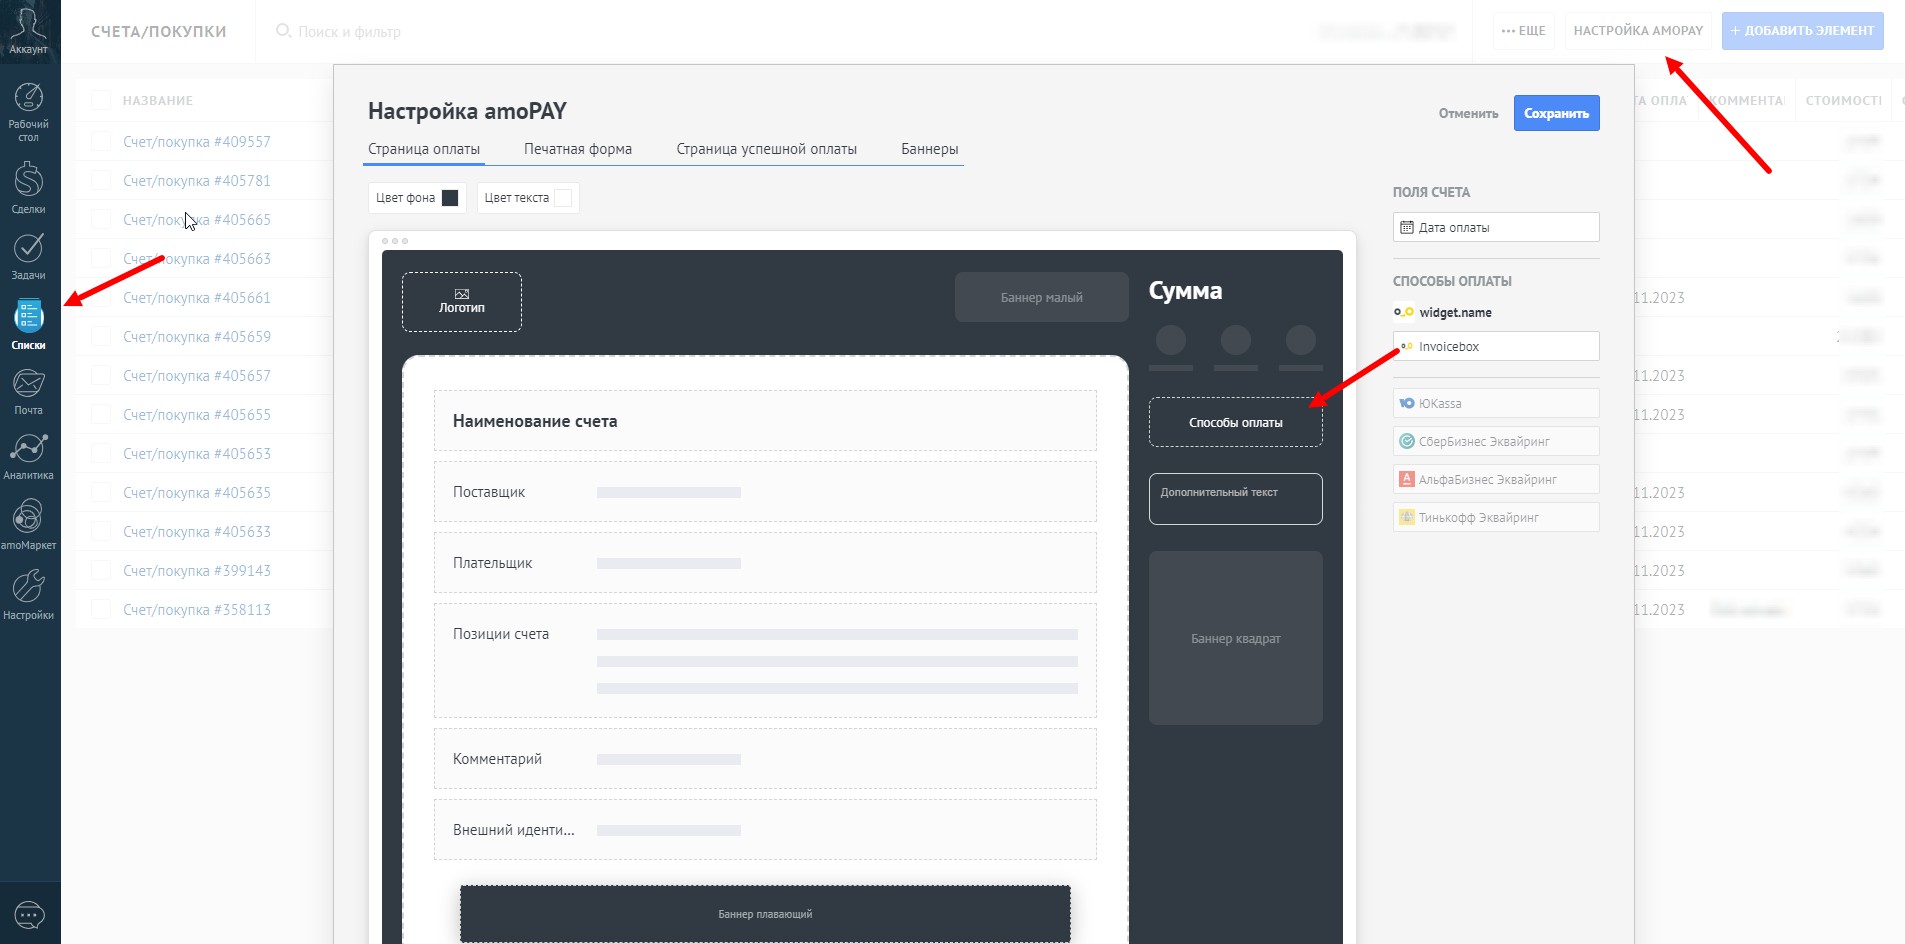 Аккаунт
Рабочий
стол
Сделки
Задачи
Списки
Почта
Аналитика
amoМаркет
Настройки
СЧЕТА/ПОКУПКИ
Поиск и фильтр
ЕЩЕ
НАСТРОЙКА AMOPAY
+ ДОБАВИТЬ ЭЛЕМЕНТ
НАЗВАНИЕ
Счет/покупка #409557
Счет/покупка #405781
Счет/покупка #405665
Счет/покупка #405663
Счет/покупка #405661
Счет/покупка #405659
Счет/покупка #405657
Счет/покупка #405655
Счет/покупка #405653
Счет/покупка #405635
Счет/покупка #405633
Счет/покупка #399143
Счет/покупка #358113
Настройка amoPAY
Отменить
Сохранить
Страница оплаты
Печатная форма
Страница успешной оплаты
Баннеры
Цвет фона
Цвет текста
Логотип
Баннер малый
Сумма
Наименование счета
Поставщик
Плательщик
Позиции счета
Комментарий
Внешний иденти...
Баннер плавающий
Способы оплаты
Дополнительный текст
Баннер квадрат
ПОЛЯ СЧЕТА
Дата оплаты
СПОСОБЫ ОПЛАТЫ
widget.name
Invoicebox
ЮKassa
СберБизнес Эквайринг
АльфаБизнес Эквайринг
Тинькофф Эквайринг
ТА ОПЛА
КОММЕНТА
СТОИМОСТ
11.2023
11.2023
11.2023
11.2023
11.2023
11.2023
11.2023